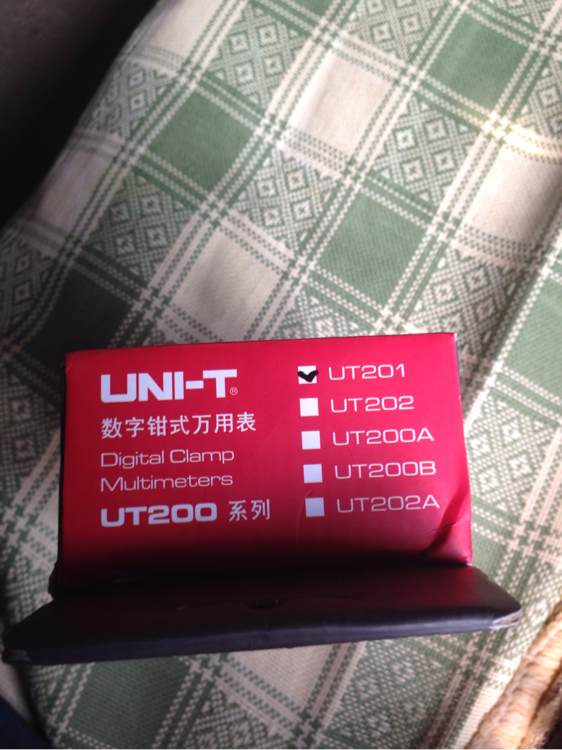 UNI-T®
数字钳式万用表
Digital Clamp
Multimeters
UT200 系列
UT201
UT202
UT200A
UT200B
UT202A